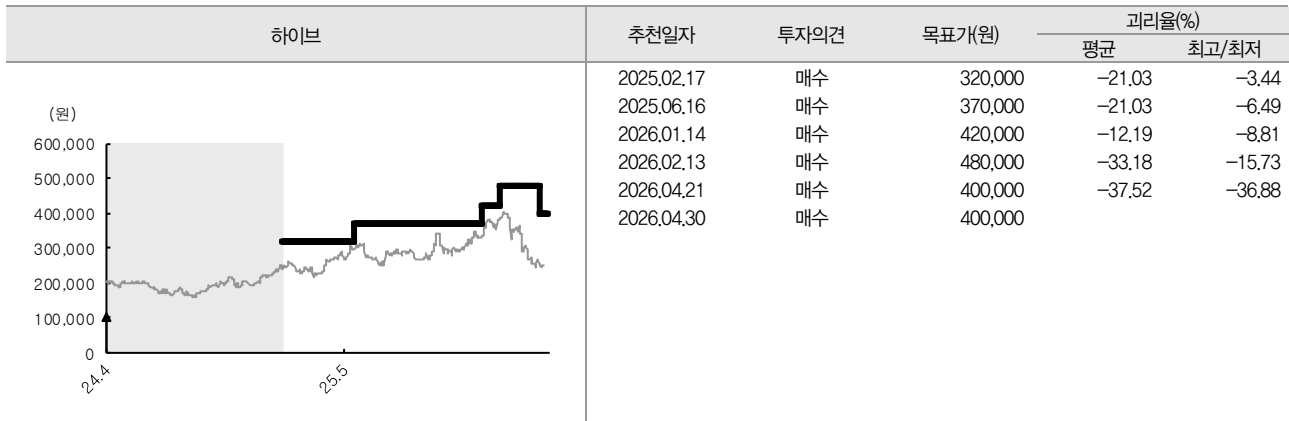 하이브
추천일자 투자의견 목표가(원) 괴리율(%)
평균 최고/최저
2025.02.17 매수 320,000 −21.03 −3.44
2025.06.16 매수 370,000 −21.03 −6.49
2026.01.14 매수 420,000 −12.19 −8.81
2026.02.13 매수 480,000 −33.18 −15.73
2026.04.21 매수 400,000 −37.52 −36.88
2026.04.30 매수 400,000
(원)
600,000
500,000
400,000
300,000
200,000
100,000
0
24.4 25.5